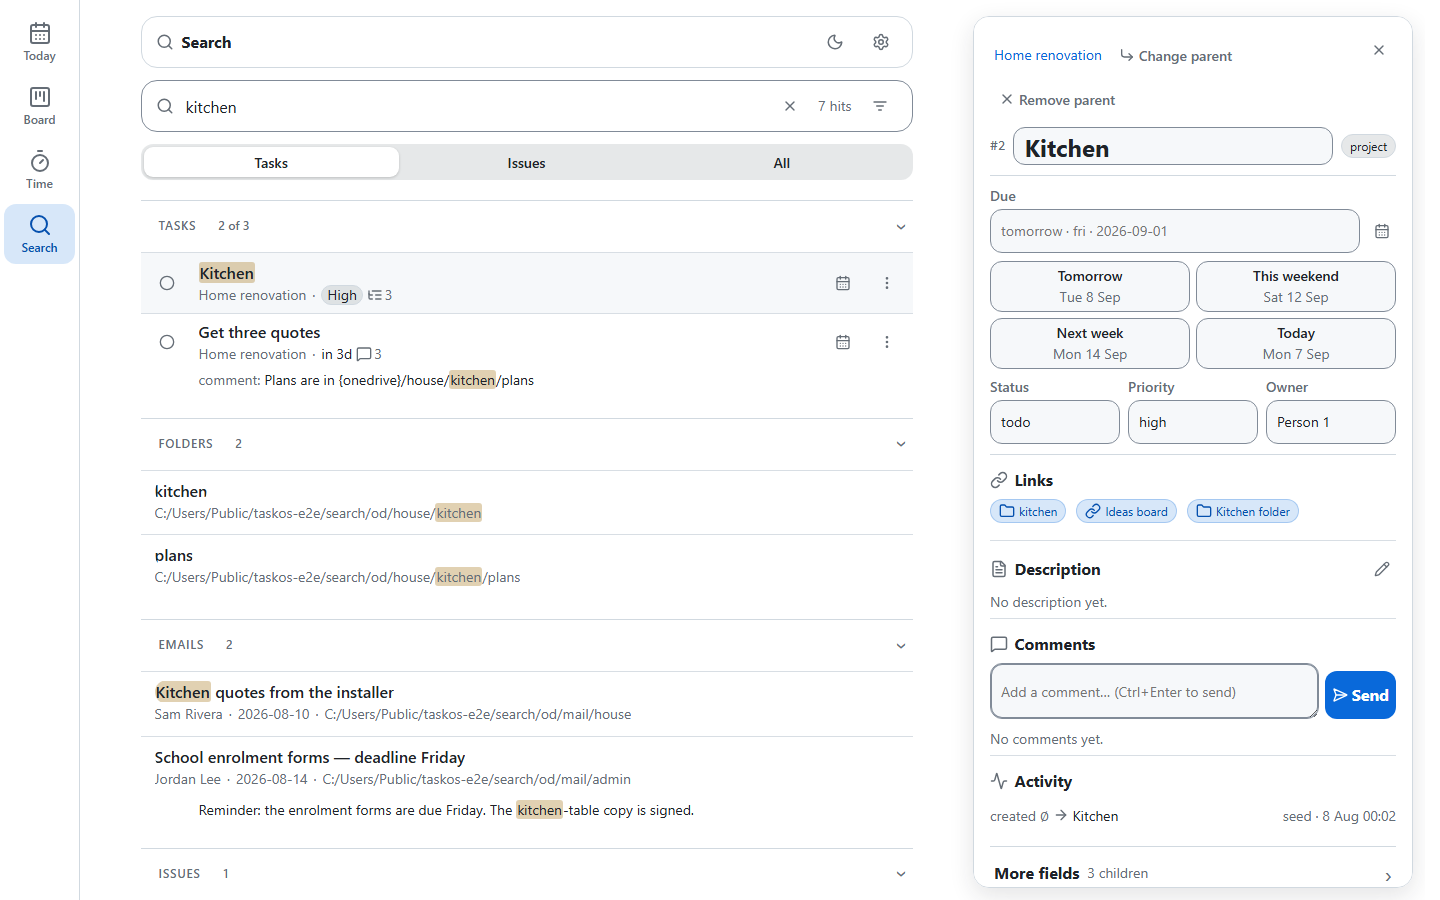 Today
Board
Time
Search
Search
kitchen
7 hits
Tasks
Issues
All
TASKS 2 of 3
Kitchen
Home renovation · High 3
Get three quotes
Home renovation · in 3d 3
comment: Plans are in {onedrive}/house/kitchen/plans
FOLDERS 2
kitchen
C:/Users/Public/taskos-e2e/search/od/house/kitchen
plans
C:/Users/Public/taskos-e2e/search/od/house/kitchen/plans
EMAILS 2
Kitchen quotes from the installer
Sam Rivera · 2026-08-10 · C:/Users/Public/taskos-e2e/search/od/mail/house
School enrolment forms — deadline Friday
Jordan Lee · 2026-08-14 · C:/Users/Public/taskos-e2e/search/od/mail/admin
Reminder: the enrolment forms are due Friday. The kitchen-table copy is signed.
ISSUES 1
Home renovation
Change parent
Remove parent
#2 Kitchen project
Due
tomorrow · fri · 2026-09-01
Tomorrow
Tue 8 Sep
This weekend
Sat 12 Sep
Next week
Mon 14 Sep
Today
Mon 7 Sep
Status Priority Owner
todo high Person 1
Links
kitchen Ideas board Kitchen folder
Description
No description yet.
Comments
Add a comment... (Ctrl+Enter to send)
Send
No comments yet.
Activity
created Ø → Kitchen seed · 8 Aug 00:02
More fields 3 children